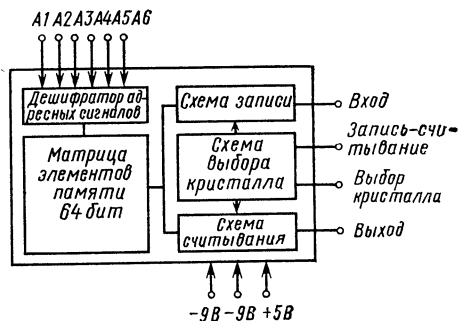 А1 А2 А3 А4 А5 А6
Дешифратор ад-
ресных сигналов
Матрица
элементов
памяти
64 бит
Схема записи
Схема
выбора
кристалла
Схема
считывания
Вход
Запись-счи-
тывание
Выбор
кристалла
Выход
-9В -9В +5В